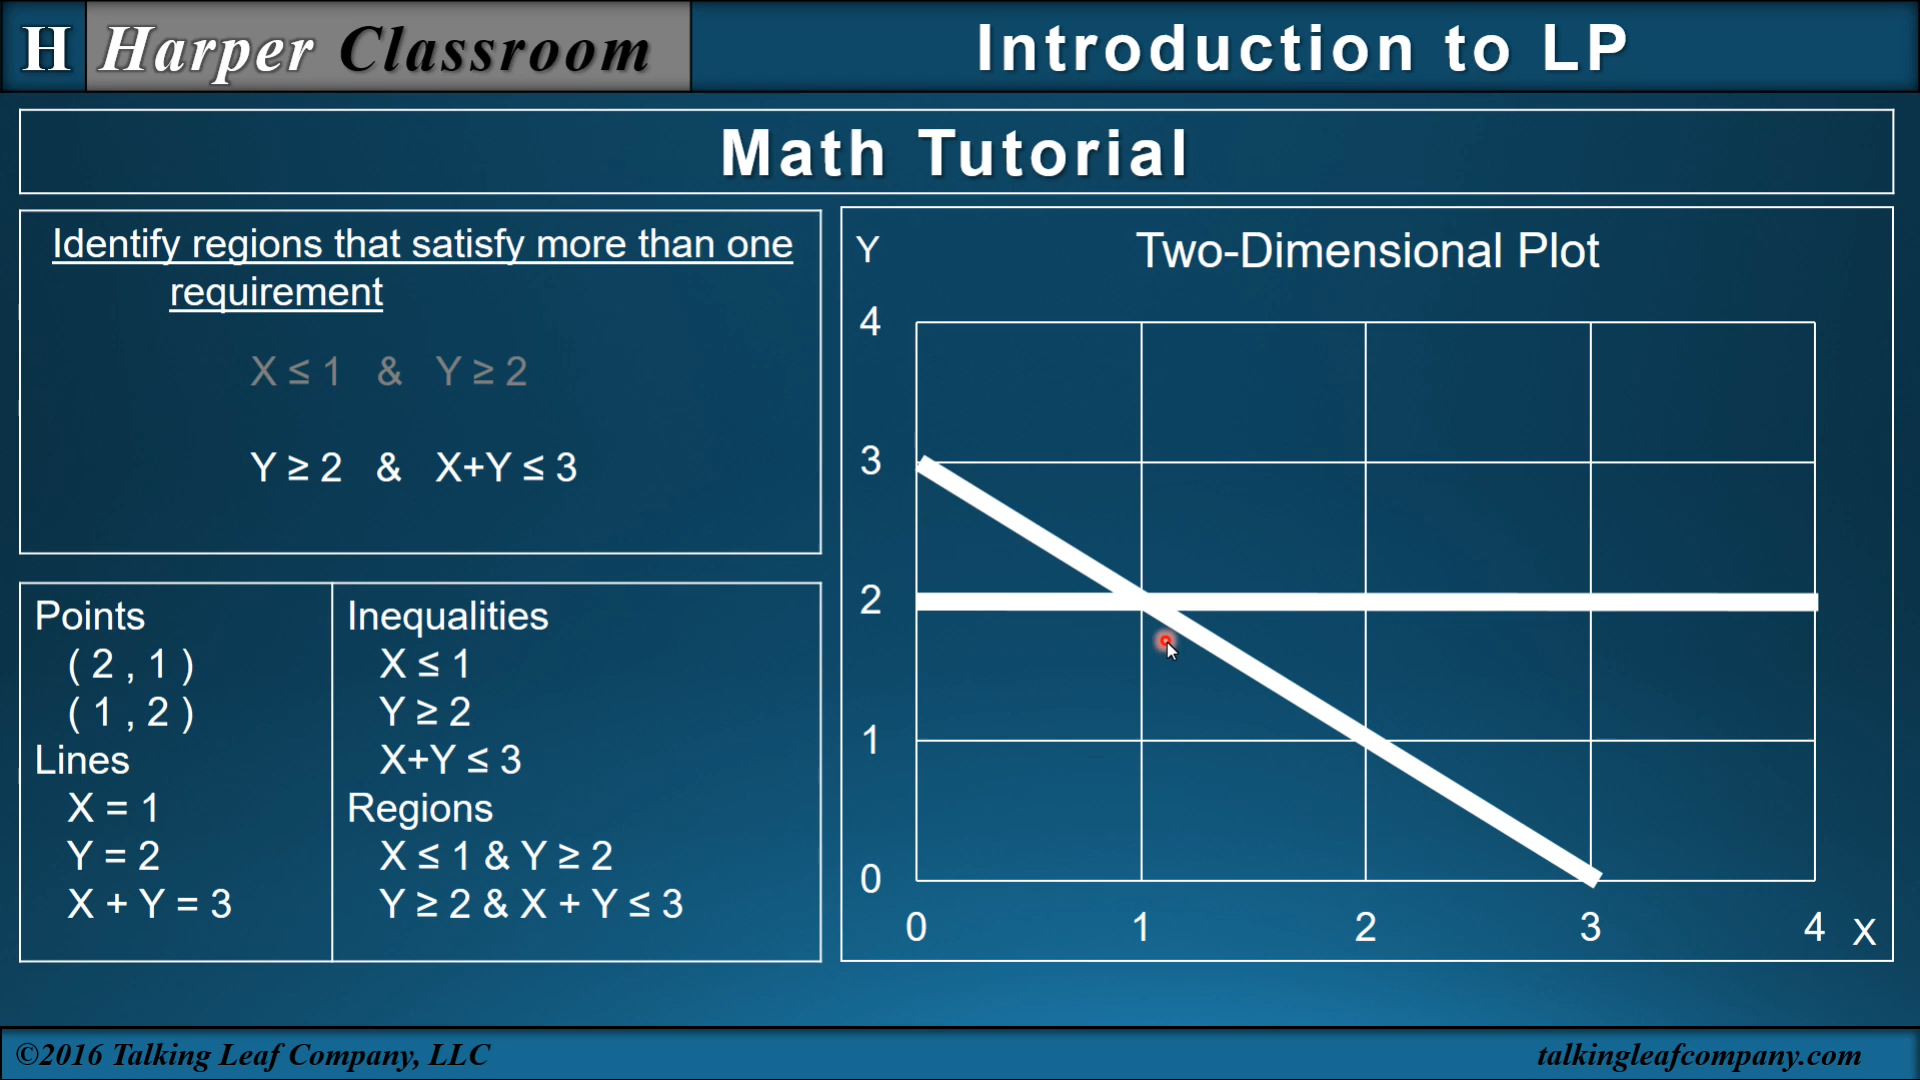 H Harper Classroom
Introduction to LP
Math Tutorial
Identify regions that satisfy more than one
requirement
X ≤ 1 & Y ≥ 2
Y ≥ 2 & X+Y ≤ 3
Points
( 2 , 1 )
( 1 , 2 )
Lines
X = 1
Y = 2
X + Y = 3
Inequalities
X ≤ 1
Y ≥ 2
X+Y ≤ 3
Regions
X ≤ 1 & Y ≥ 2
Y ≥ 2 & X + Y ≤ 3
Y
Two-Dimensional Plot
4
3
2
1
0
0 1 2 3 4 X
©2016 Talking Leaf Company, LLC
talkingleafcompany.com